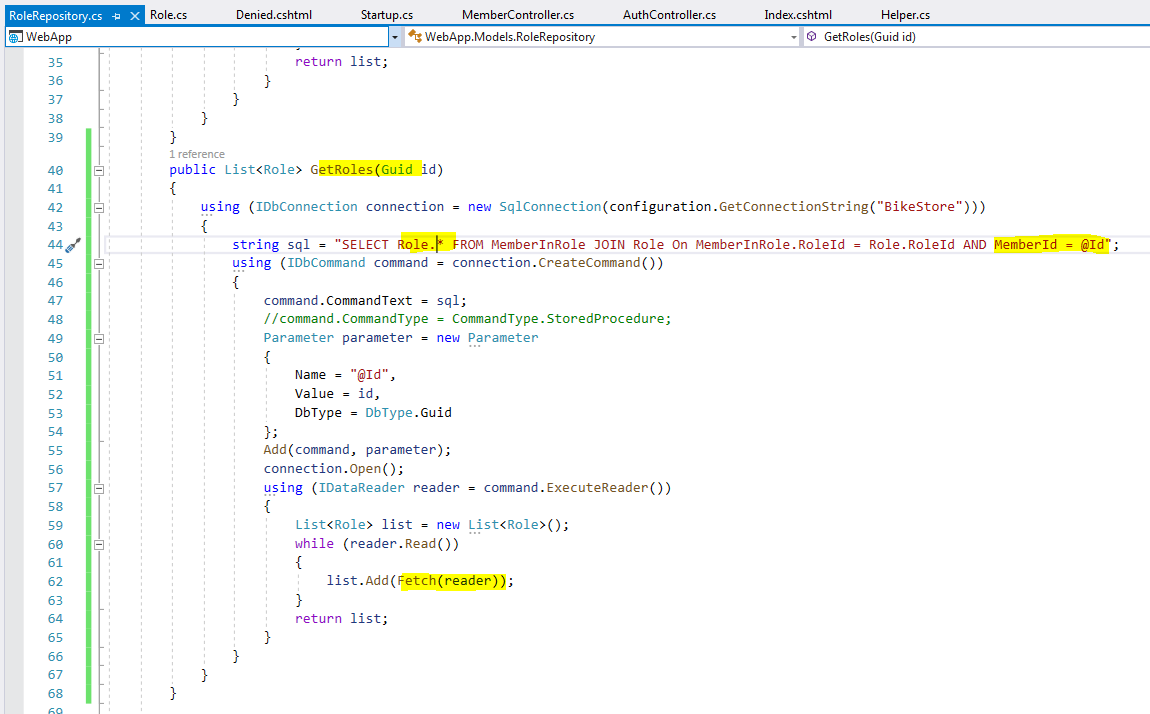 RoleRepository.cs Role.cs Denied.cshtml Startup.cs MemberController.cs AuthController.cs Index.cshtml Helper.cs
WebApp WebApp.Models.RoleRepository GetRoles(Guid id)
35 return list;
36 }
37 }
38 }
39 }
1 reference
40 public List<Role> GetRoles(Guid id)
41 {
42 using (IDbConnection connection = new SqlConnection(configuration.GetConnectionString("BikeStore")))
43 {
44 string sql = "SELECT Role.* FROM MemberInRole JOIN Role On MemberInRole.RoleId = Role.RoleId AND MemberId = @Id";
45 using (IDbCommand command = connection.CreateCommand())
46 {
47 command.CommandText = sql;
48 //command.CommandType = CommandType.StoredProcedure;
49 Parameter parameter = new Parameter
50 {
51 Name = "@Id",
52 Value = id,
53 DbType = DbType.Guid
54 };
55 Add(command, parameter);
56 connection.Open();
57 using (IDataReader reader = command.ExecuteReader())
58 {
59 List<Role> list = new List<Role>();
60 while (reader.Read())
61 {
62 list.Add(Fetch(reader));
63 }
64 return list;
65 }
66 }
67 }
68 }
69